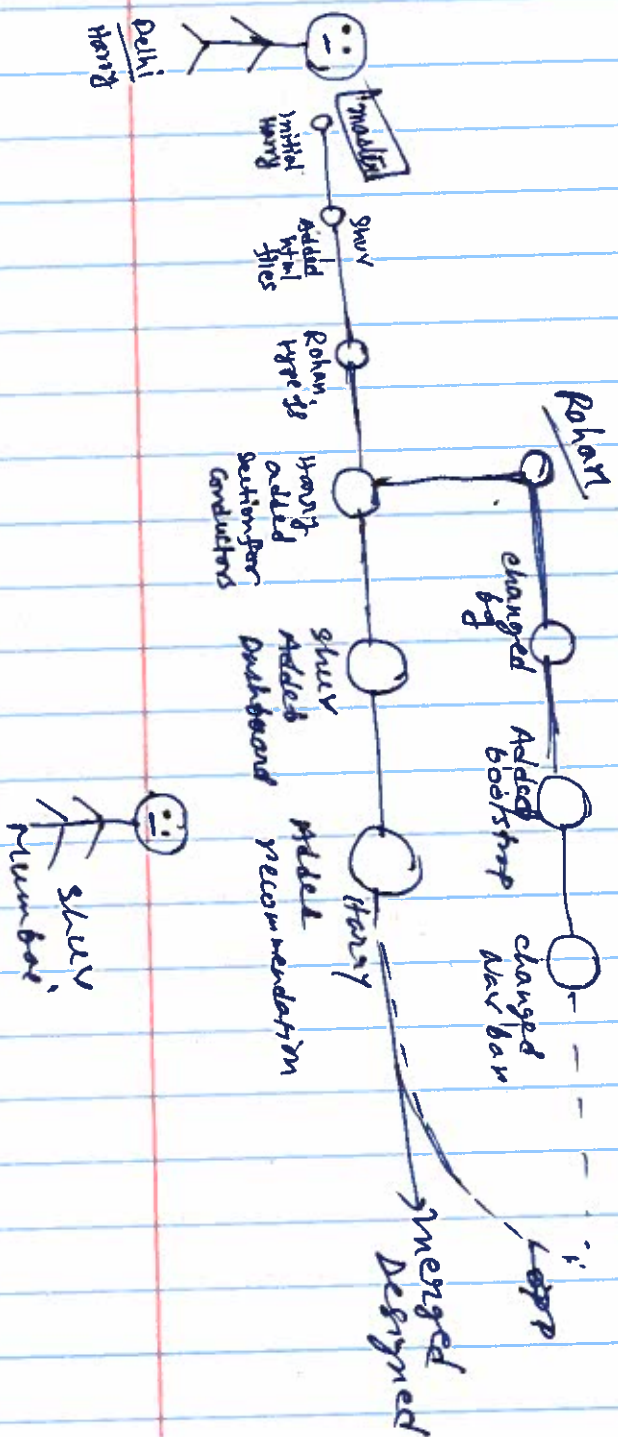 Rohan
changed
bg
Added
bootstrap
changed
Nav bar
master
initial
Harry
Shuv
Added
html
files
Rohan
type js
Harry
added
Section for
Conductors
Shuv
Added
Dashboard
Harry
Added
recommendation
merged
Designed
Delhi
Harry
Shuv